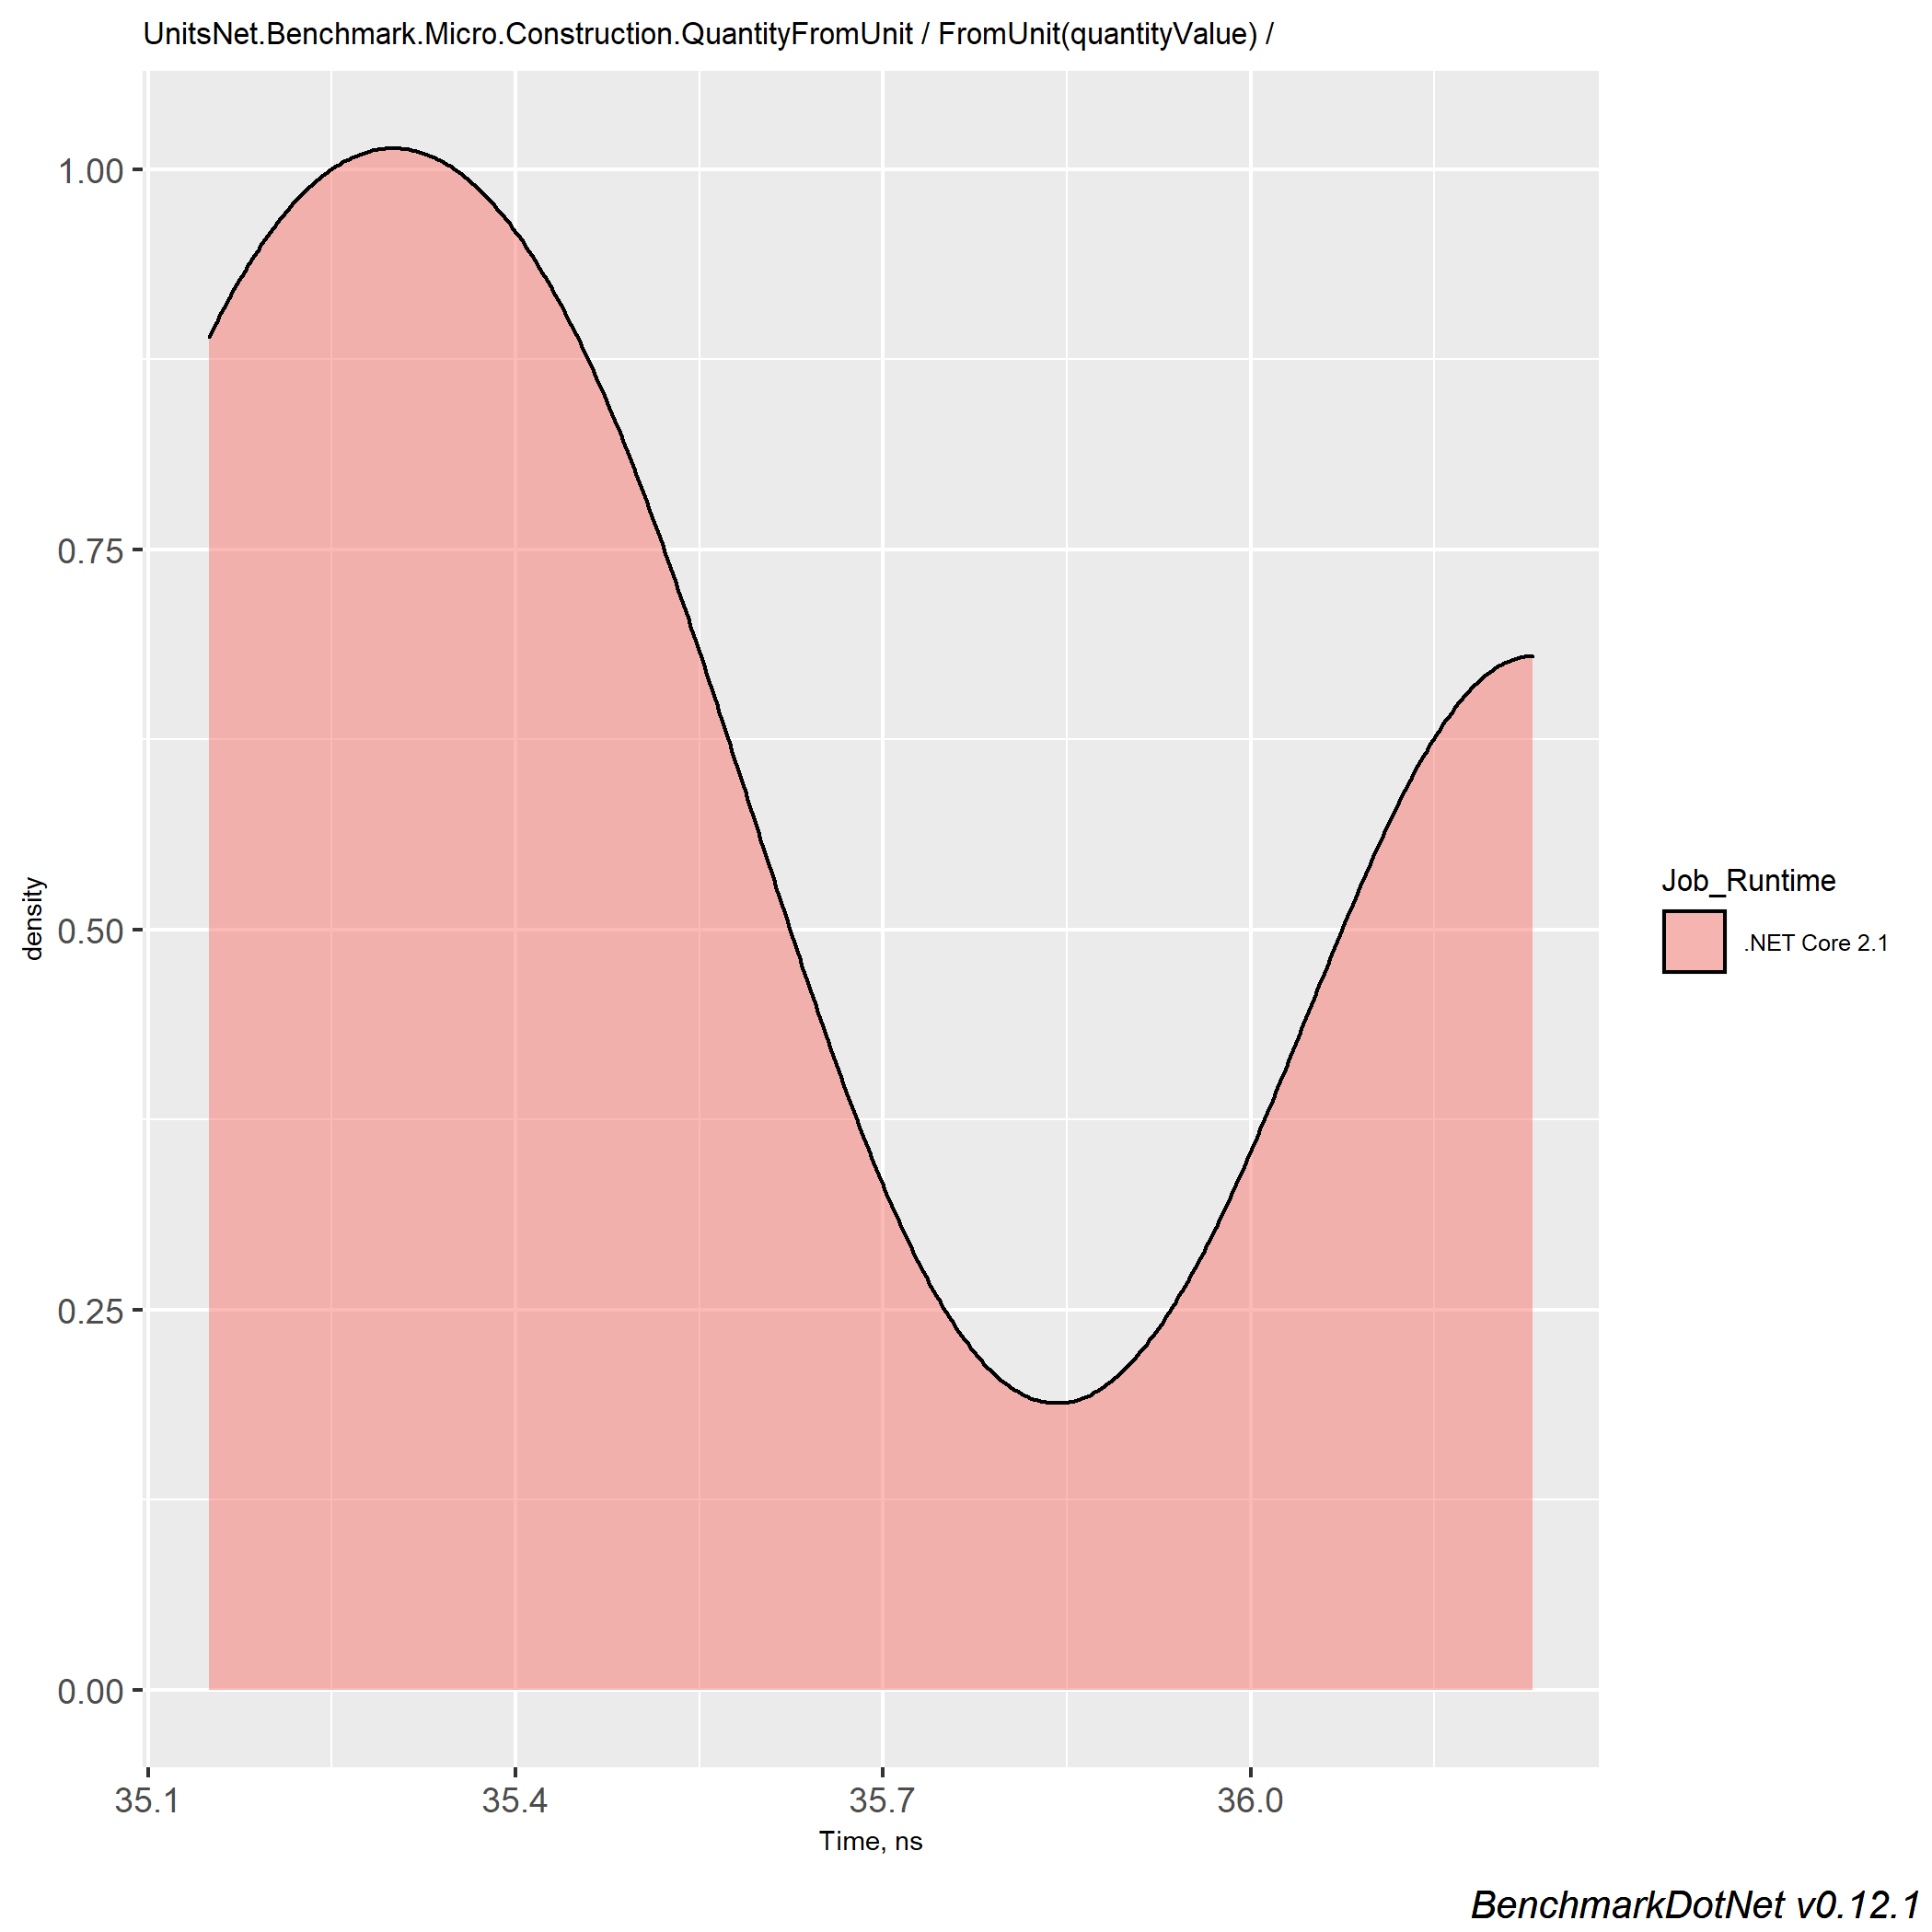 UnitsNet.Benchmark.Micro.Construction.QuantityFromUnit / FromUnit(quantityValue) /
1.00
0.75
0.50
0.25
0.00
density
35.1 35.4 35.7 36.0
Time, ns
Job_Runtime
.NET Core 2.1
BenchmarkDotNet v0.12.1